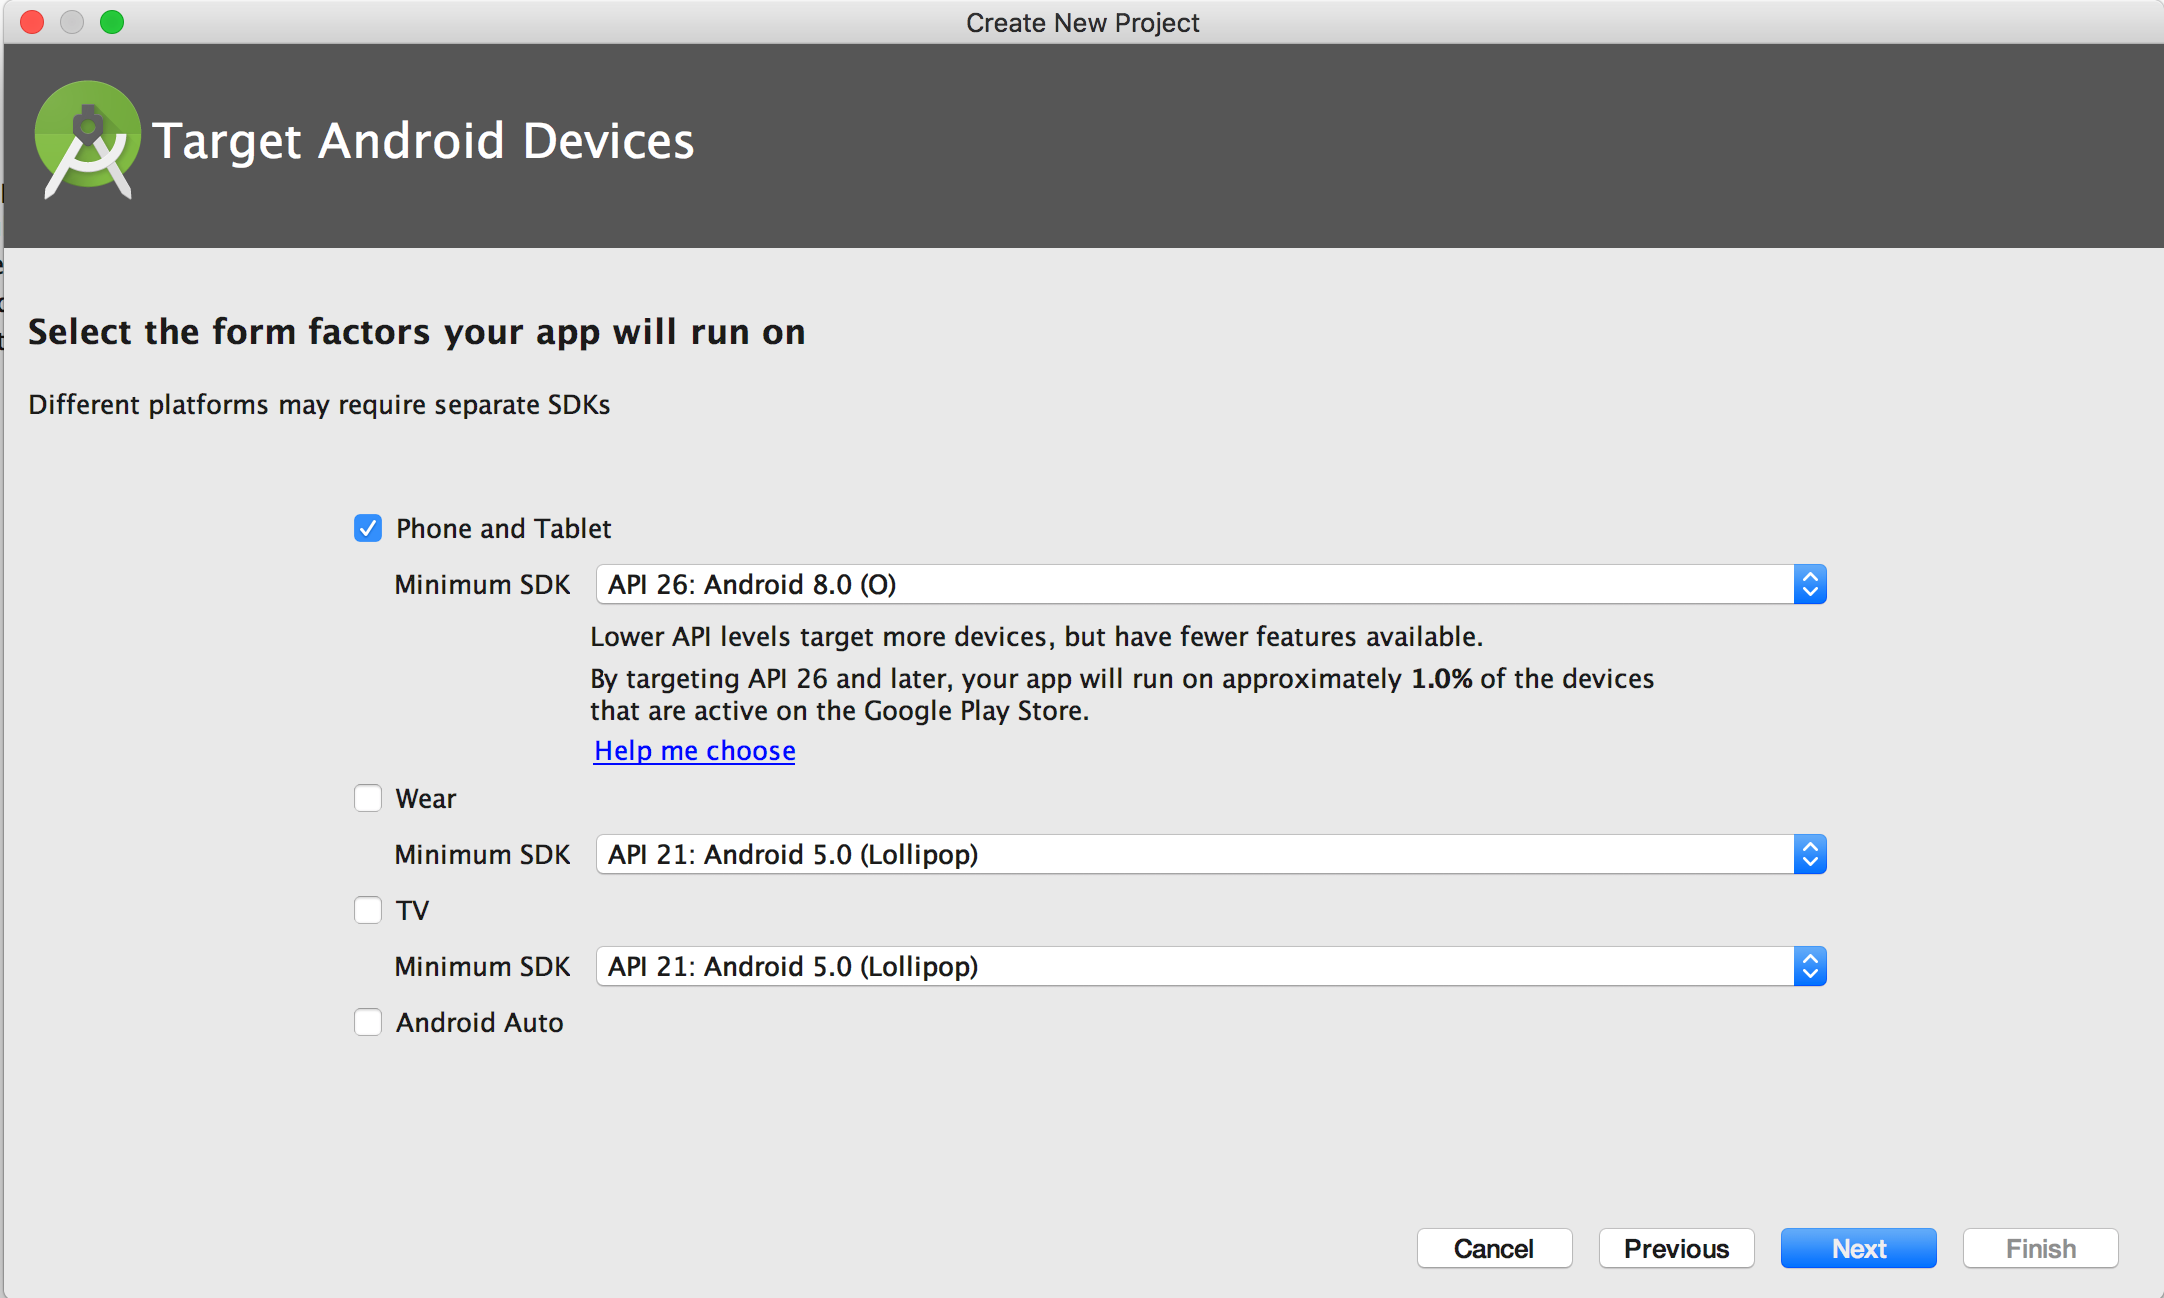 Create New Project
Target Android Devices
Select the form factors your app will run on
Different platforms may require separate SDKs
Phone and Tablet
Minimum SDK API 26: Android 8.0 (O)
Lower API levels target more devices, but have fewer features available.
By targeting API 26 and later, your app will run on approximately 1.0% of the devices
that are active on the Google Play Store.
Help me choose
Wear
Minimum SDK API 21: Android 5.0 (Lollipop)
TV
Minimum SDK API 21: Android 5.0 (Lollipop)
Android Auto
Cancel Previous Next Finish